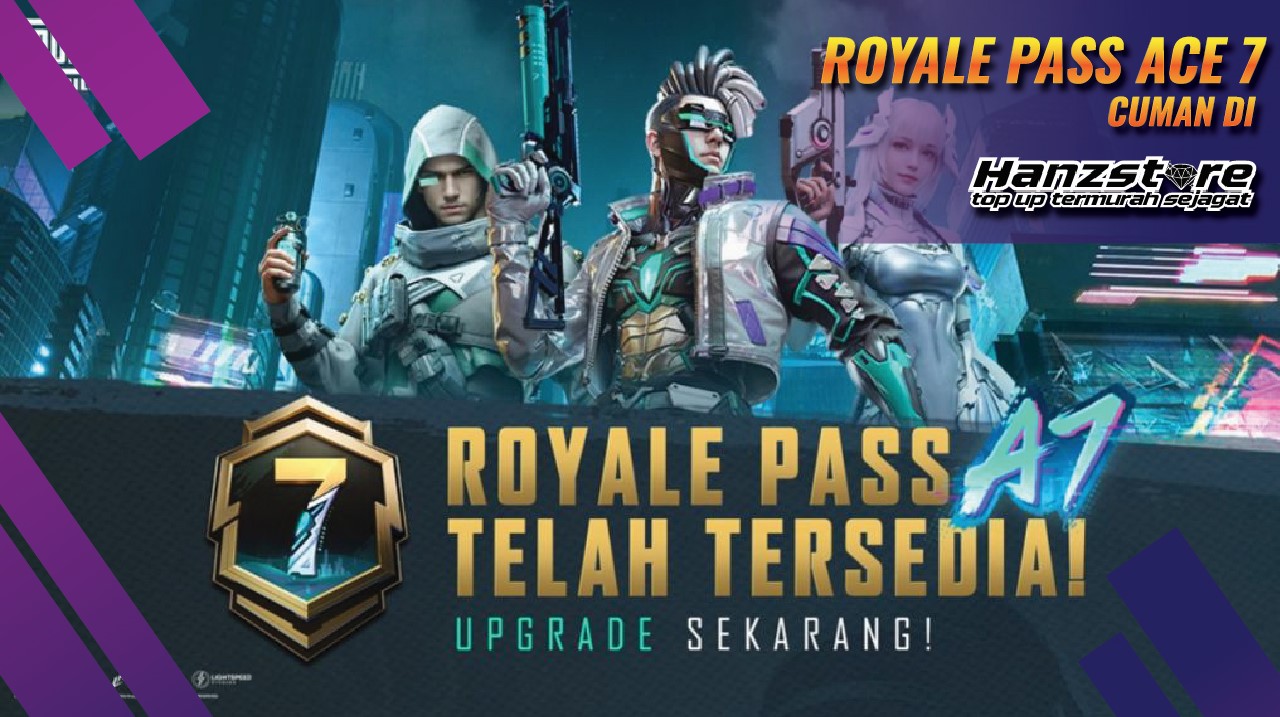 ROYALE PASS ACE 7
CUMAN DI
Hanzstore
top up termurah sejagat
7
ROYALE PASS A7
TELAH TERSEDIA!
UPGRADE SEKARANG!
LIGHTSPEED